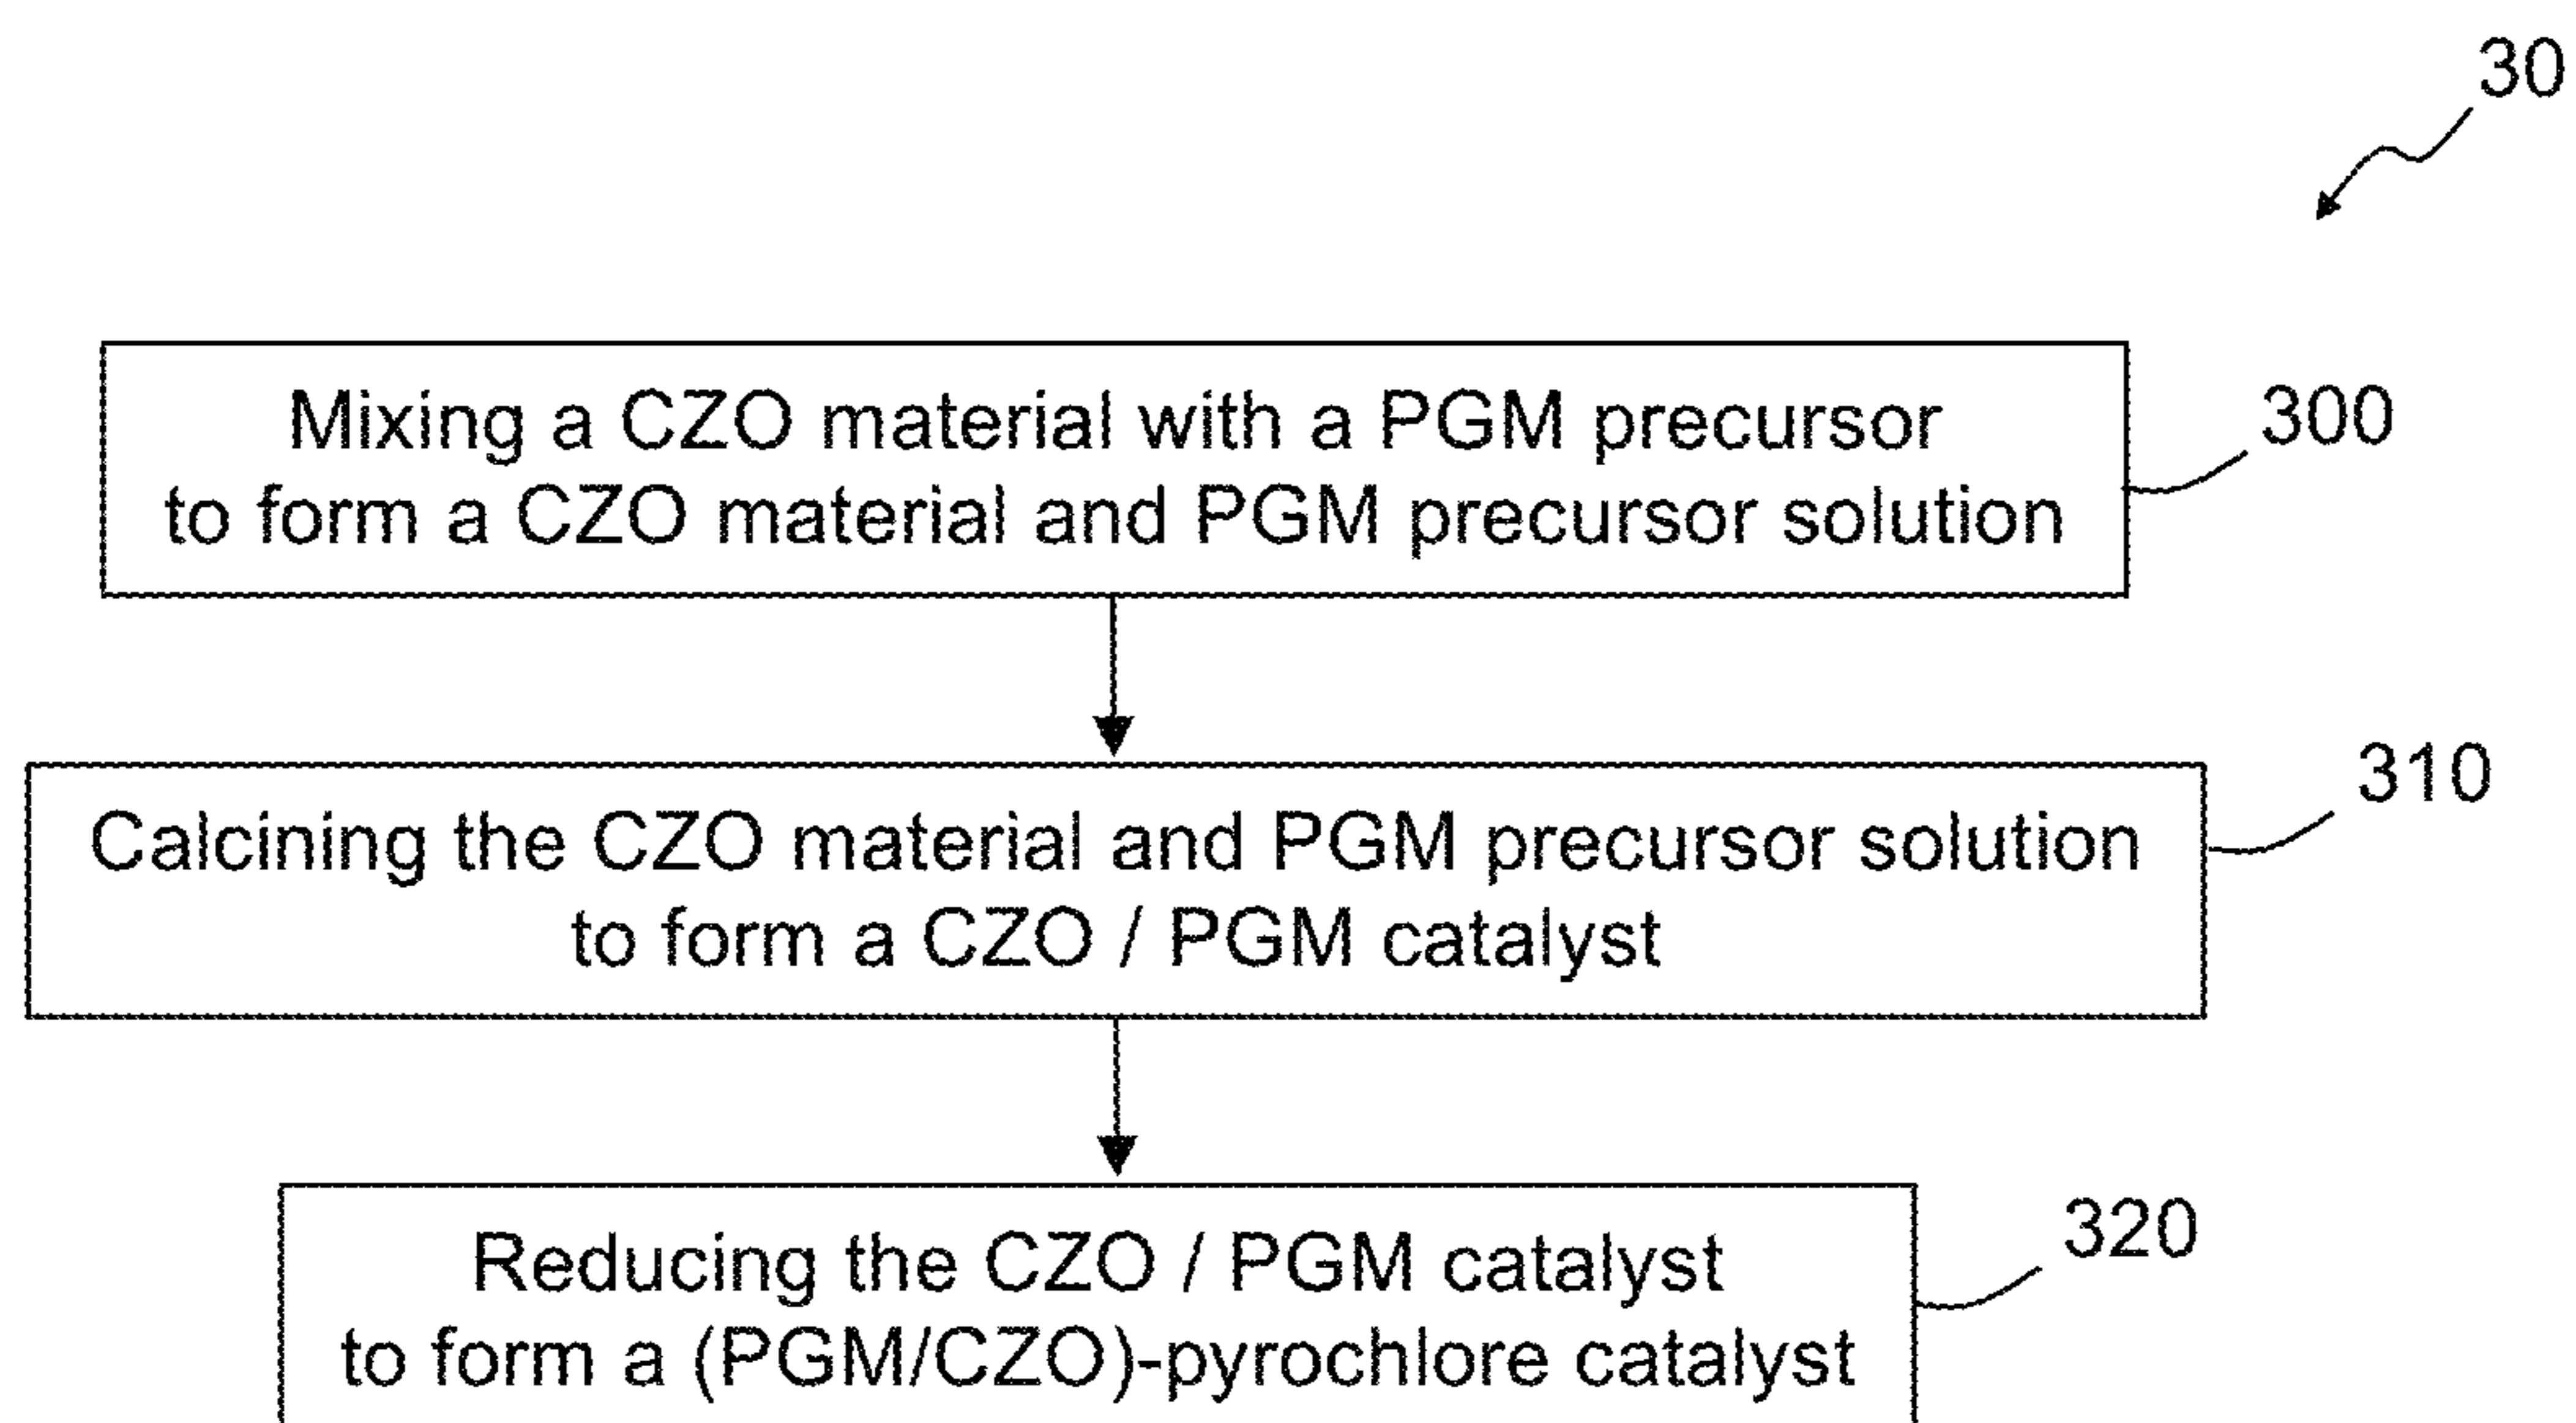 30
Mixing a CZO material with a PGM precursor
to form a CZO material and PGM precursor solution
300
Calcining the CZO material and PGM precursor solution
to form a CZO / PGM catalyst
310
Reducing the CZO / PGM catalyst
to form a (PGM/CZO)-pyrochlore catalyst
320